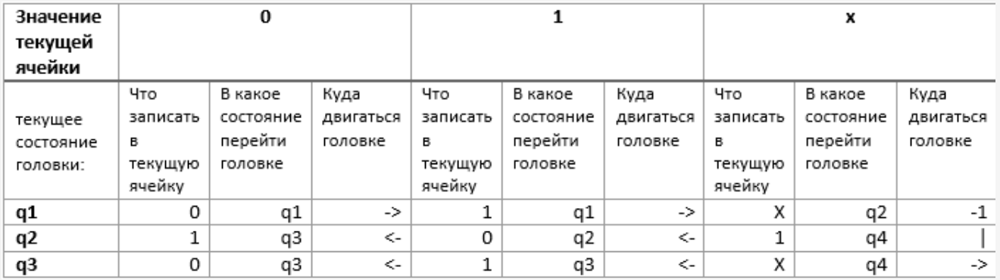 Значение текущей ячейки 0 1 x
текущее состояние головки: Что записать в текущую ячейку В какое состояние перейти головке Куда двигаться головке Что записать в текущую ячейку В какое состояние перейти головке Куда двигаться головке Что записать в текущую ячейку В какое состояние перейти головке Куда двигаться головке
q1 0 q1 -> 1 q1 -> X q2 -1
q2 1 q3 <- 0 q2 <- 1 q4 |
q3 0 q3 <- 1 q3 <- X q4 ->